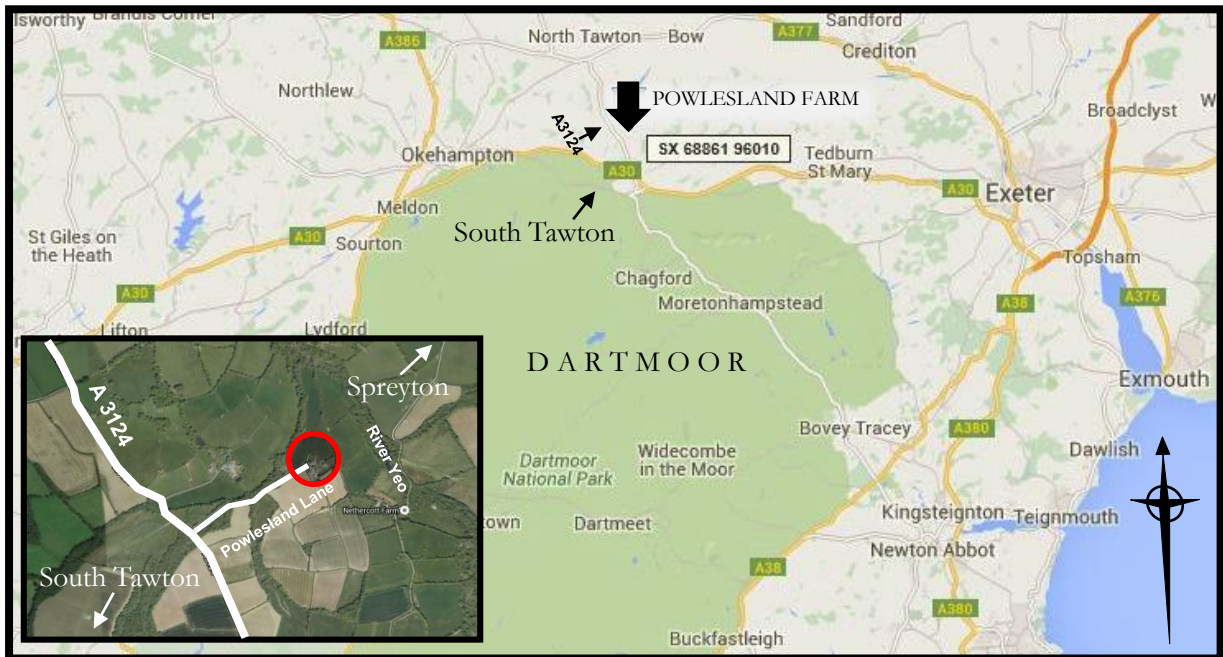 lsworthy
Brandis Corner
A386
North Tawton
Bow
A377
Sandford
Crediton
Northlew
POWLESLAND FARM
Broadclyst
W
A3124
SX 68861 96010
Okehampton
Tedburn
St Mary
A30
A30
Exeter
Meldon
South Tawton
St Giles on
the Heath
A30
Sourton
Topsham
Chagford
A30
Moretonhampstead
A38
A376
Lifton
Lydford
DARTMOOR
Exmouth
Bovey Tracey
A380
Dawlish
Widecombe
in the Moor
Dartmoor
National Park
town
Dartmeet
Kingsteignton
Teignmouth
Newton Abbot
A38
A380
Buckfastleigh
Spreyton
A 3124
River Yeo
Powlesland Lane
Nethercott Farm
South Tawton